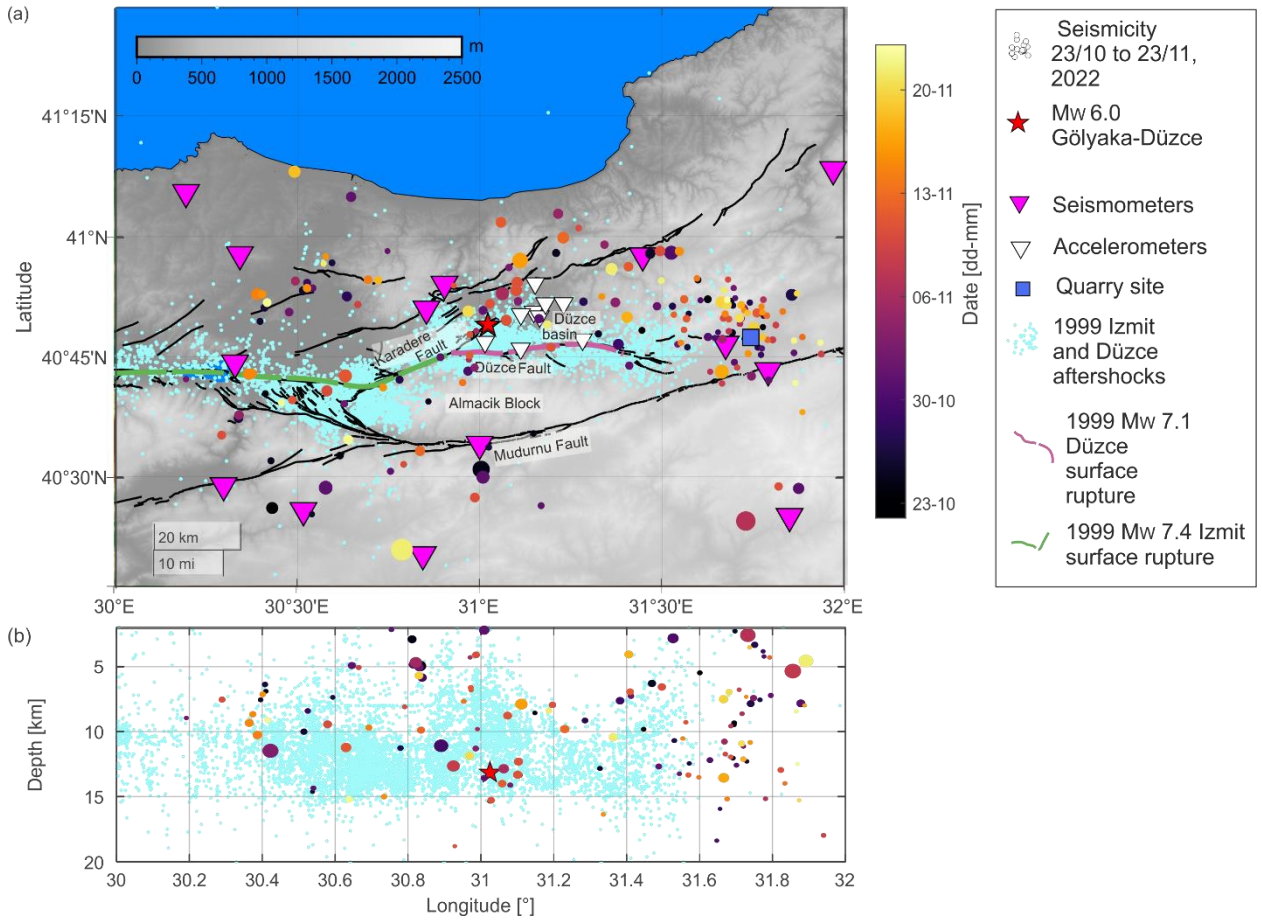 (a)
m
0 500 1000 1500 2000 2500
41°15'N
41°N
40°45'N
40°30'N
Latitude
Karadere
Fault
Düzce
basin
Düzce Fault
Almacik Block
Mudurnu Fault
20 km
10 mi
30°E 30°30'E 31°E 31°30'E 32°E
20-11
13-11
06-11
30-10
23-10
Date [dd-mm]
Seismicity
23/10 to 23/11,
2022
Mw 6.0
Gölyaka-Düzce
Seismometers
Accelerometers
Quarry site
1999 Izmit
and Düzce
aftershocks
1999 Mw 7.1
Düzce
surface
rupture
1999 Mw 7.4 Izmit
surface rupture
(b)
5
10
15
20
Depth [km]
30 30.2 30.4 30.6 30.8 31 31.2 31.4 31.6 31.8 32
Longitude [°]